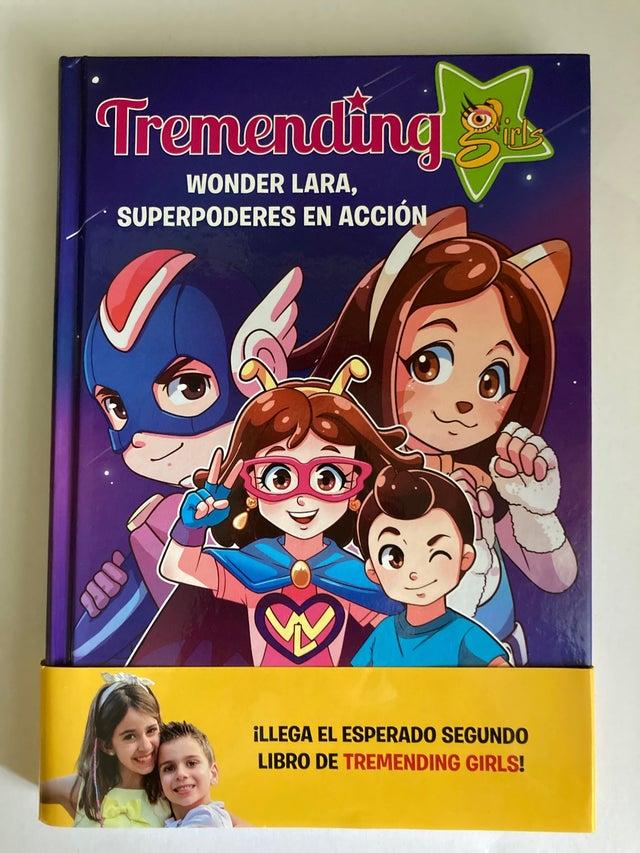 Tremending girls
WONDER LARA,
SUPERPODERES EN ACCIÓN
WL
¡LLEGA EL ESPERADO SEGUNDO
LIBRO DE TREMENDING GIRLS!